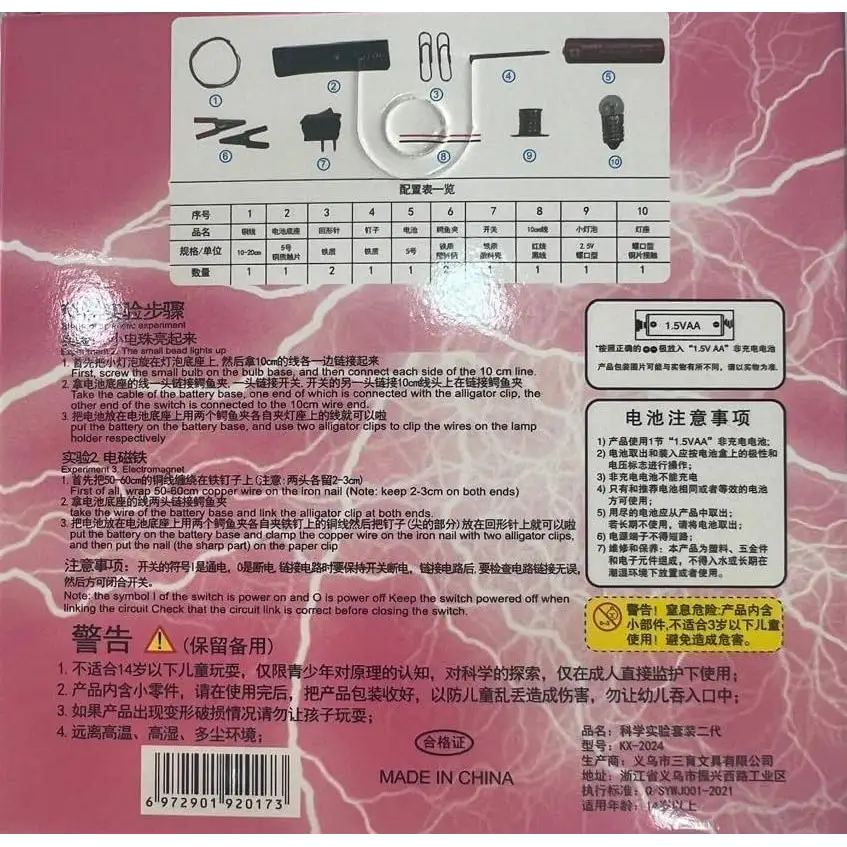 ① ② ③ ④ ⑤
⑥ ⑦ ⑧ ⑨ ⑩
配置表一览
序号 1 2 3 4 5 6 7 8 9 10
品名 铜线 电池底座 回形针 钉子 电池 鳄鱼夹 开关 10cm线 小灯泡 灯座
规格/单位 10-20cm 5号 铜质触片 铁质 铁质 5号 铁质 铁质 塑料壳 红线 黑线 2.5V 螺口型 螺口型 铜片接触
数量 1 1 2 1 1 2 1 1 1 1
实验步骤
experiment
小电珠亮起来
Experiment 2. The small bead lights up
1. 首先把小灯泡旋在灯泡底座上, 然后拿10cm的线各一边链接起来
First, screw the small bulb on the bulb base, and then connect each side of the 10 cm line.
2. 拿电池底座的线一头链接鳄鱼夹, 一头链接开关, 开关的另一头链接10cm线头上在链接鳄鱼夹
Take the cable of the battery base, one end of which is connected with the alligator clip, the
other end of the switch is connected to the 10cm wire end.
3. 把电池放在电池底座上用两个鳄鱼夹各自夹灯座上的线就可以啦
put the battery on the battery base, and use two alligator clips to clip the wires on the lamp
holder respectively
实验2 电磁铁
Experiment 3. Electromagnet
1. 首先把50-60cm的铜线缠绕在铁钉子上 (注意: 两头各留2-3cm)
First of all, wrap 50-60cm copper wire on the iron nail (Note: keep 2-3cm on both ends)
2. 拿电池底座的线两头链接鳄鱼夹
take the wire of the battery base and link the alligator clip at both ends.
3. 把电池放在电池底座上用两个鳄鱼夹各自夹铁钉上的铜线然后把钉子 (尖的部分) 放在回形针上就可以啦
put the battery on the battery base and clamp the copper wire on the iron nail with two alligator clips,
and then put the nail (the sharp part) on the paper clip
注意事项: 开关的符号I是通电, O是断电, 链接电路时要保持开关断电, 链接电路后, 要检查电路链接无误,
然后方可闭合开关.
Note: the symbol I of the switch is power on and O is power off Keep the switch powered off when
linking the circuit Check that the circuit link is correct before closing the switch.
警告 (保留备用)
1. 不适合14岁以下儿童玩耍, 仅限青少年对原理的认知, 对科学的探索, 仅在成人直接监护下使用;
2. 产品内含小零件, 请在使用完后, 把产品包装收好, 以防儿童乱丢造成伤害, 勿让幼儿吞入口中;
3. 如果产品出现变形破损情况请勿让孩子玩耍;
4. 远离高温、高湿、多尘环境;
6 972901 920173
合格证
MADE IN CHINA
1.5VAA
*按照正确的⊕⊖极放入“1.5V AA”非充电电池
产品包装图片可能与实物有所不同, 请以实物为准.
电池注意事项
1) 产品使用1节“1.5VAA”非充电电池;
2) 电池取出和装入应按电池盒上的极性和
电压标志进行操作;
3) 非充电电池不能充电
4) 只有和推荐电池相同或者等效的电池
方可使用;
5) 用尽的电池应从产品中取出;
若长期不使用, 请将电池取出;
6) 电源端子不得短路;
7) 维修和保养: 本产品为塑料、五金件
和电子元件组成, 不得入水或长期在
潮湿环境下放置或者使用.
警告! 窒息危险: 产品内含
小部件, 不适合3岁以下儿童
使用! 避免造成危害.
品名: 科学实验套装二代
型号: KX-2024
生产商: 义乌市三育文具有限公司
地址: 浙江省义乌市振兴西路工业区
执行标准: Q/SYWJ001-2021
适用年龄: 14岁以上